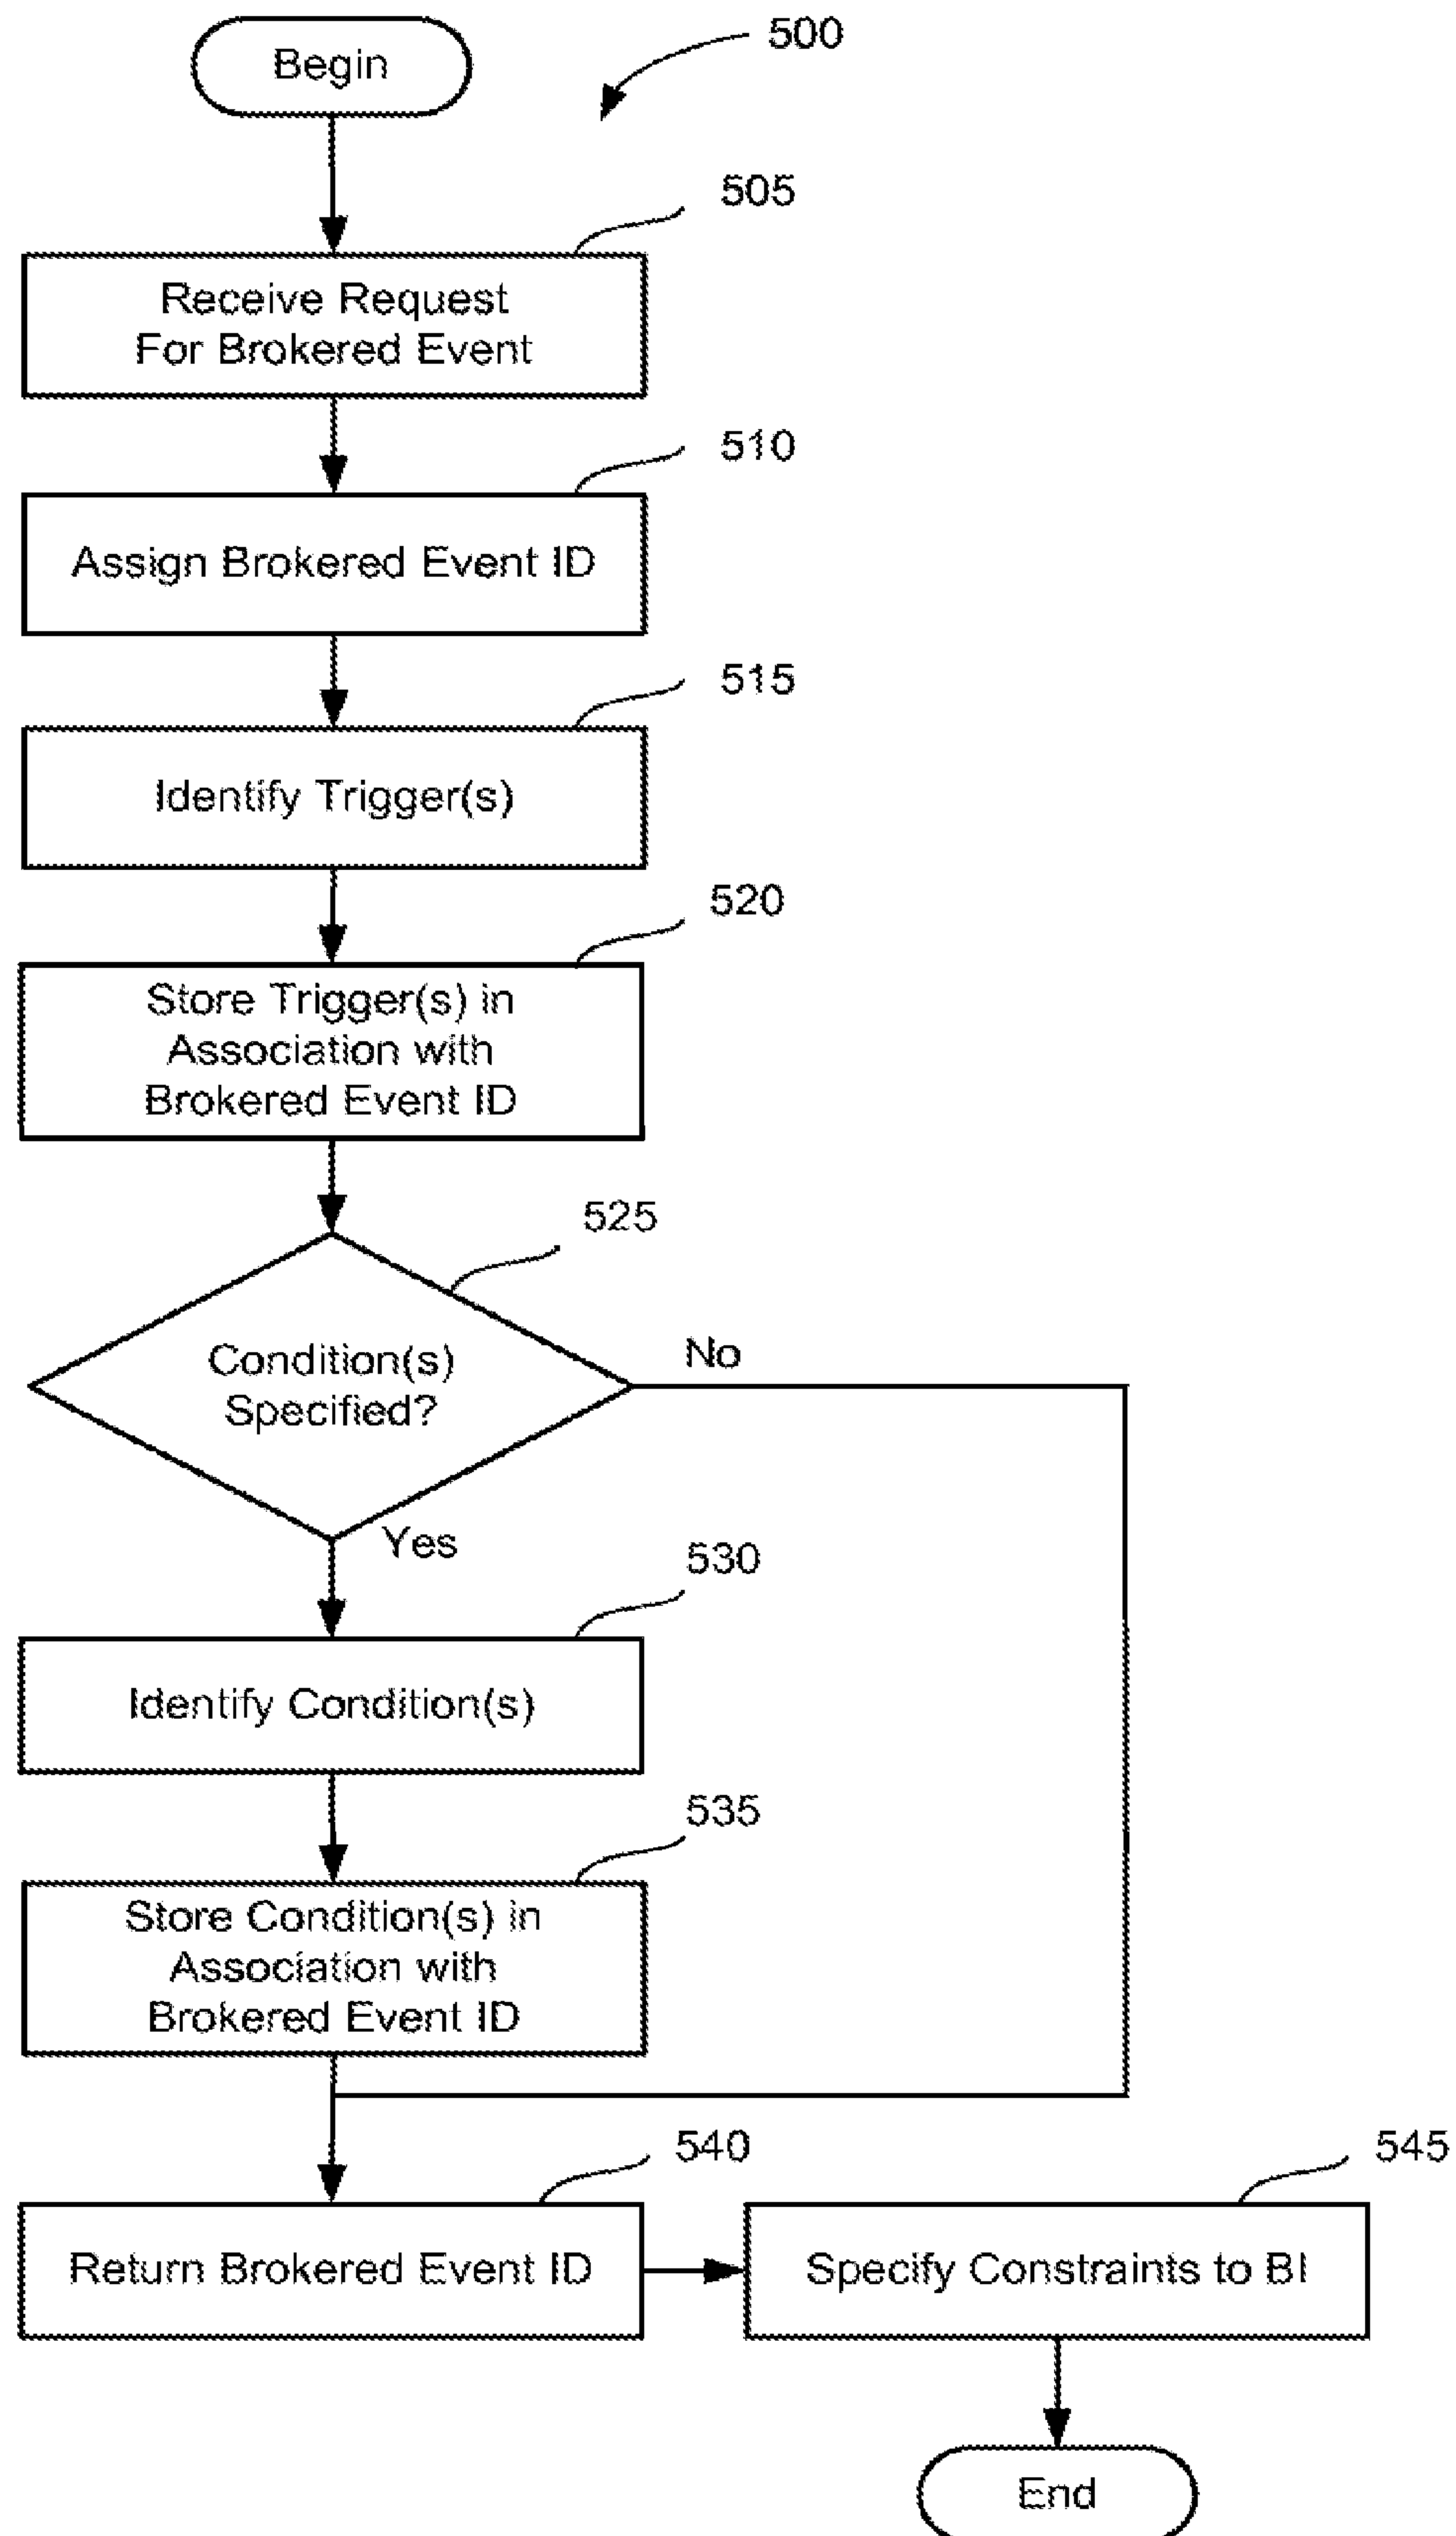 Begin
500
505
Receive Request
For Brokered Event
510
Assign Brokered Event ID
515
Identify Trigger(s)
520
Store Trigger(s) in
Association with
Brokered Event ID
525
Condition(s)
Specified?
No
Yes
530
Identify Condition(s)
535
Store Condition(s) in
Association with
Brokered Event ID
540
Return Brokered Event ID
545
Specify Constraints to BI
End